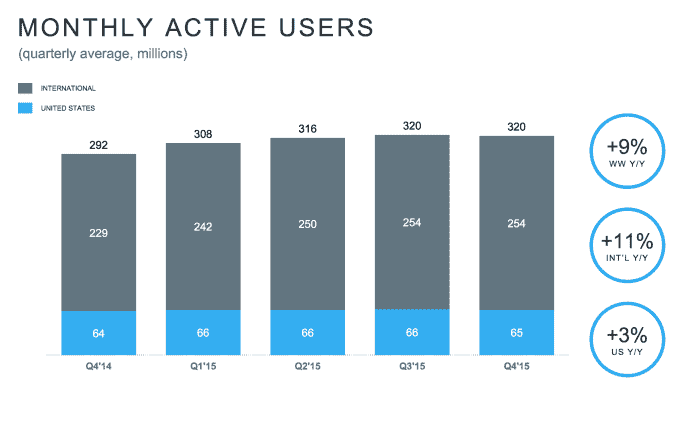 MONTHLY ACTIVE USERS
(quarterly average, millions)
INTERNATIONAL
UNITED STATES
292
308
316
320
320
229
242
250
254
254
64
66
66
66
65
Q4'14
Q1'15
Q2'15
Q3'15
Q4'15
+9%
WW Y/Y
+11%
INT'L Y/Y
+3%
US Y/Y